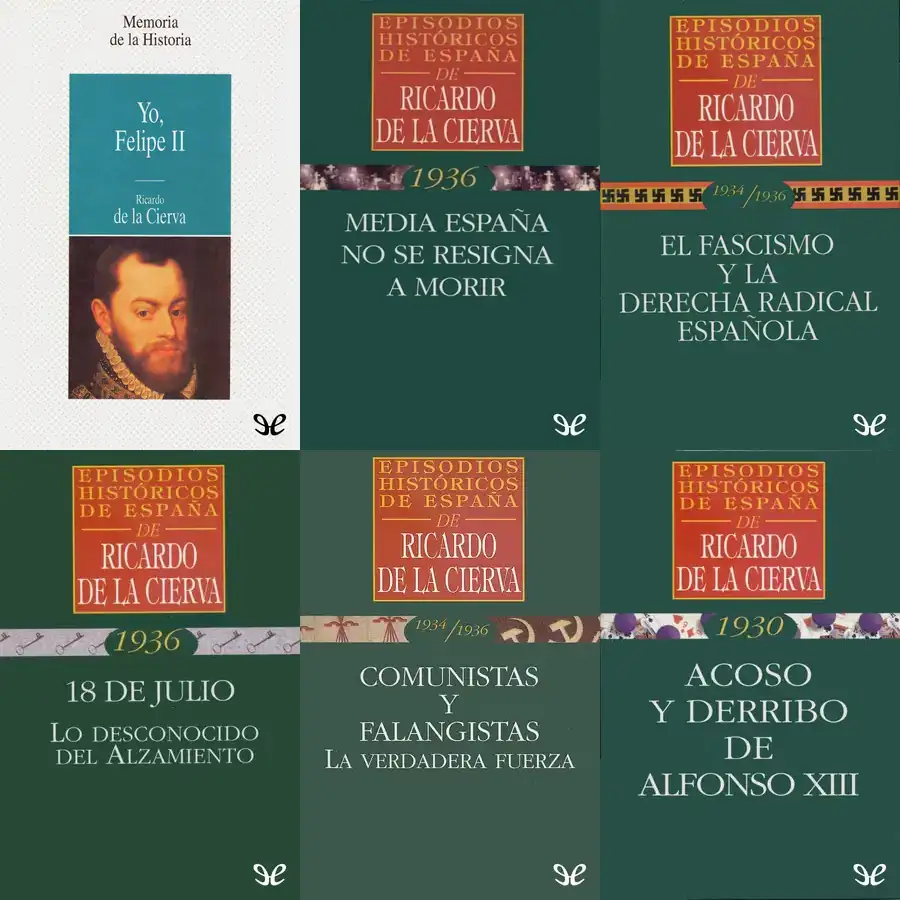 Memoria
de la Historia
Yo,
Felipe II
Ricardo
de la Cierva
EPISODIOS
HISTÓRICOS
DE ESPAÑA
DE
RICARDO
DE LA CIERVA
1936
MEDIA ESPAÑA
NO SE RESIGNA
A MORIR
EPISODIOS
HISTÓRICOS
DE ESPAÑA
DE
RICARDO
DE LA CIERVA
1934/1936
EL FASCISMO
Y LA
DERECHA RADICAL
ESPAÑOLA
EPISODIOS
HISTÓRICOS
DE ESPAÑA
DE
RICARDO
DE LA CIERVA
1936
18 DE JULIO
LO DESCONOCIDO
DEL ALZAMIENTO
EPISODIOS
HISTÓRICOS
DE ESPAÑA
DE
RICARDO
DE LA CIERVA
1934/1936
COMUNISTAS
Y
FALANGISTAS
LA VERDADERA FUERZA
EPISODIOS
HISTÓRICOS
DE ESPAÑA
DE
RICARDO
DE LA CIERVA
1930
ACOSO
Y DERRIBO
DE
ALFONSO XIII